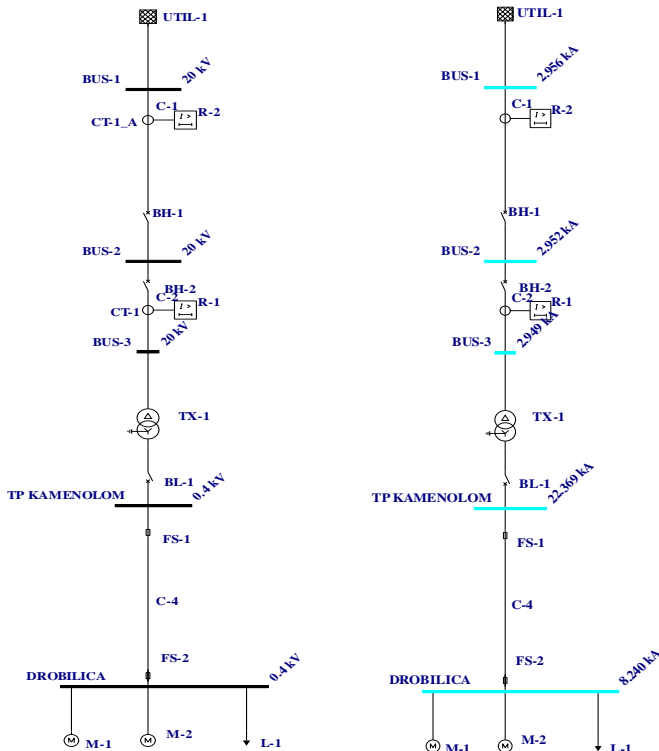 UTIL-1
BUS-1
20 kV
C-1
R-2
CT-1_A
I >
BH-1
BUS-2
20 kV
BH-2
C-2
R-1
CT-1
I >
BUS-3
20 kV
TX-1
BL-1
TP KAMENOLOM
0.4 kV
FS-1
C-4
FS-2
DROBILICA
0.4 kV
M
M-1
M
M-2
L-1
UTIL-1
BUS-1
2.956 kA
C-1
R-2
I >
BH-1
BUS-2
2.952 kA
BH-2
C-2
R-1
I >
BUS-3
2.949 kA
TX-1
BL-1
TP KAMENOLOM
22.369 kA
FS-1
C-4
FS-2
DROBILICA
8.240 kA
M
M-1
M
M-2
L-1